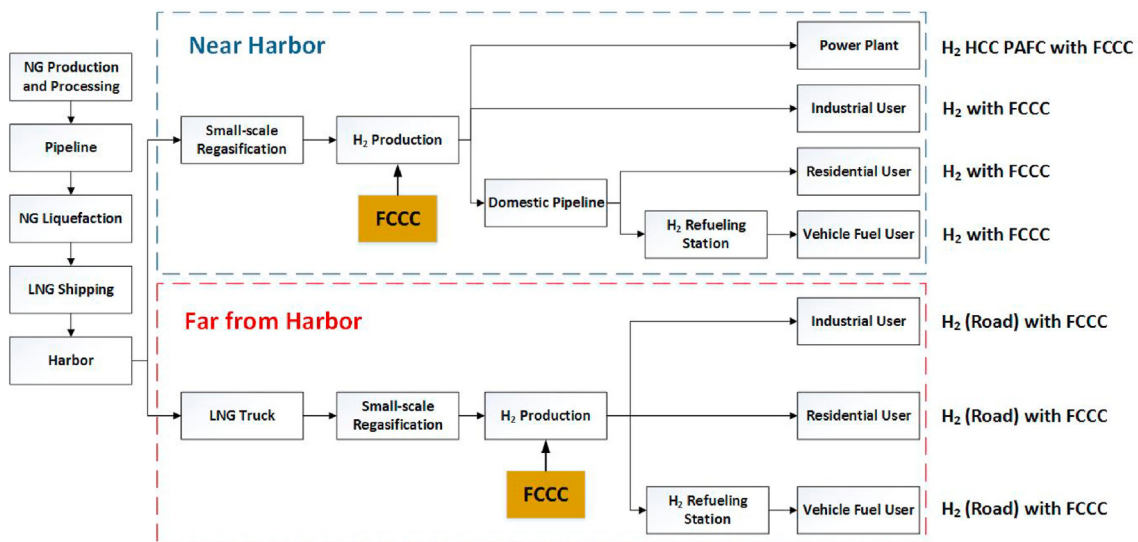 Near Harbor
NG Production
and Processing
Pipeline
NG Liquefaction
LNG Shipping
Harbor
Small-scale
Regasification
H₂ Production
FCCC
Domestic Pipeline
H₂ Refueling
Station
Power Plant
Industrial User
Residential User
Vehicle Fuel User
H₂ HCC PAFC with FCCC
H₂ with FCCC
H₂ with FCCC
H₂ with FCCC
Far from Harbor
LNG Truck
Small-scale
Regasification
H₂ Production
FCCC
H₂ Refueling
Station
Industrial User
Residential User
Vehicle Fuel User
H₂ (Road) with FCCC
H₂ (Road) with FCCC
H₂ (Road) with FCCC